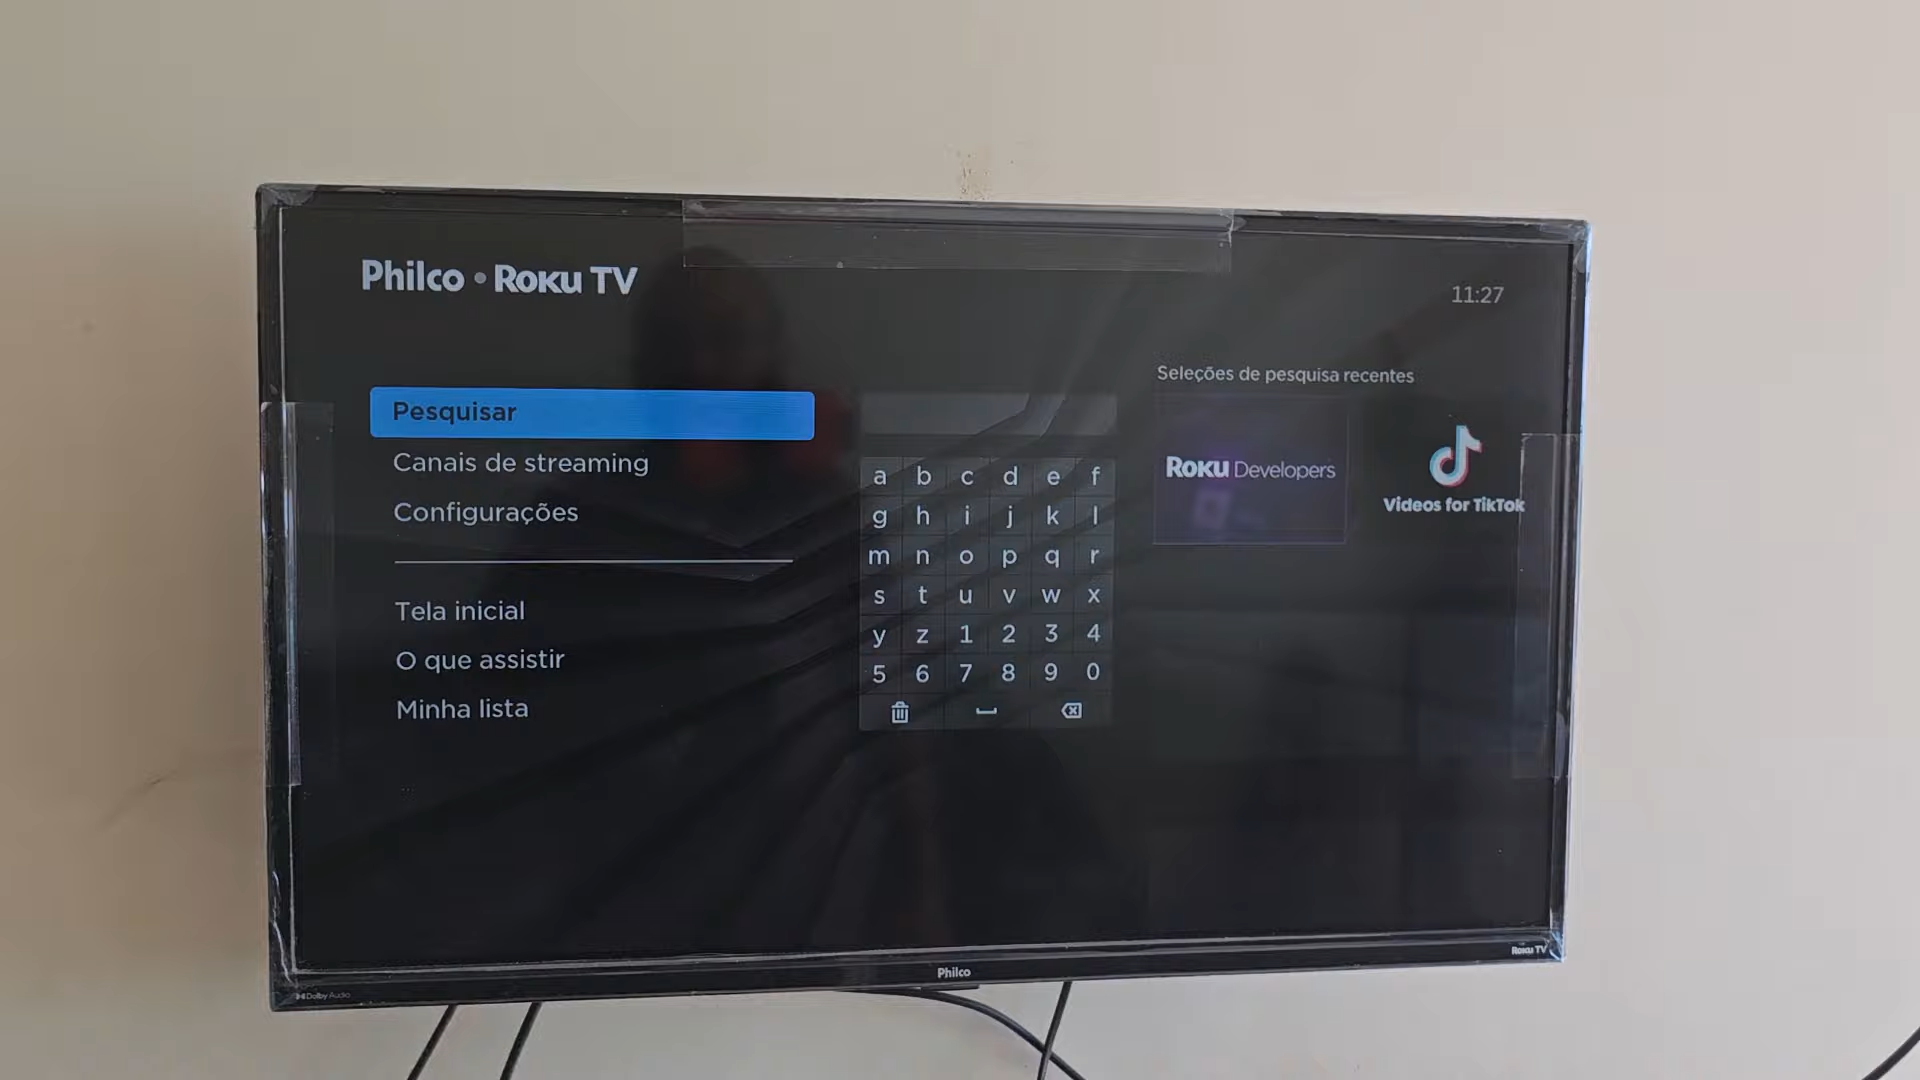 Philco • Roku TV
11:27
Pesquisar
Canais de streaming
Configurações
Tela inicial
O que assistir
Minha lista
a b c d e f
g h i j k l
m n o p q r
s t u v w x
y z 1 2 3 4
5 6 7 8 9 0
Seleções de pesquisa recentes
Roku Developers
Videos for TikTok
Dolby Audio
Philco
Roku TV